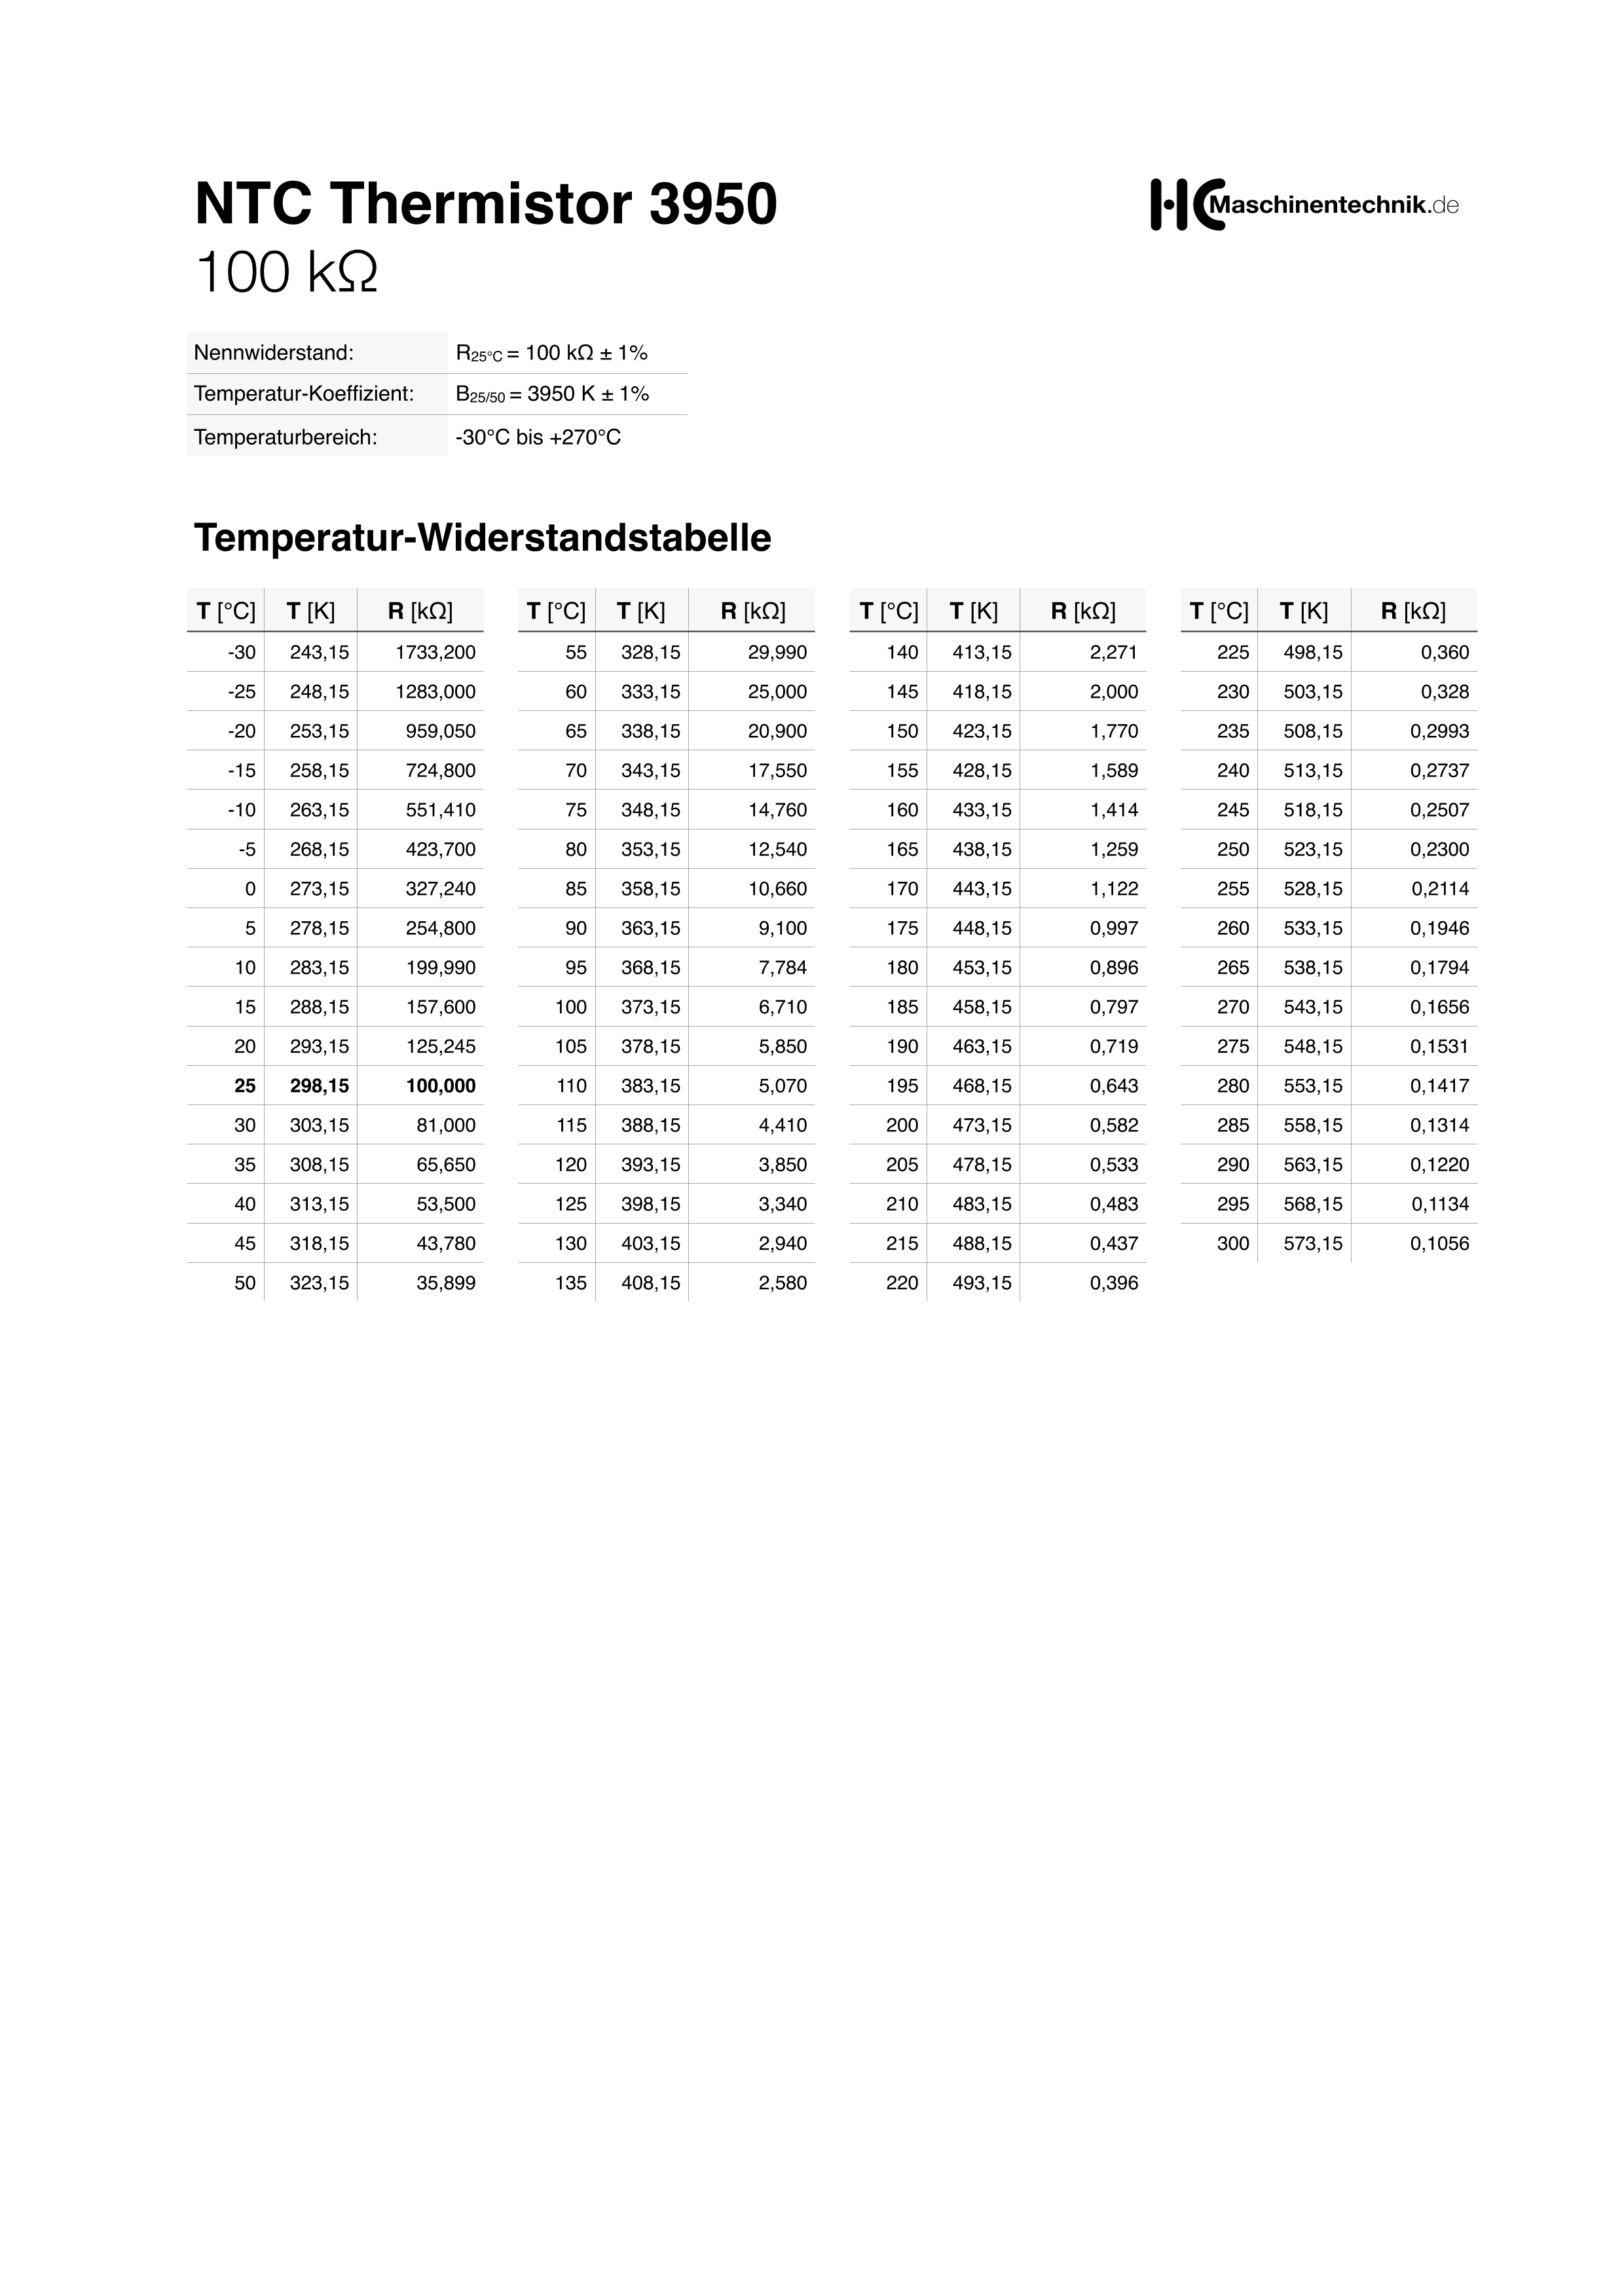 NTC Thermistor 3950
HC Maschinentechnik.de
100 kΩ
Nennwiderstand: R25°C = 100 kΩ ± 1%
Temperatur-Koeffizient: B25/50 = 3950 K ± 1%
Temperaturbereich: -30°C bis +270°C
Temperatur-Widerstandstabelle
T [°C] T [K] R [kΩ] T [°C] T [K] R [kΩ] T [°C] T [K] R [kΩ] T [°C] T [K] R [kΩ]
-30 243,15 1733,200 55 328,15 29,990 140 413,15 2,271 225 498,15 0,360
-25 248,15 1283,000 60 333,15 25,000 145 418,15 2,000 230 503,15 0,328
-20 253,15 959,050 65 338,15 20,900 150 423,15 1,770 235 508,15 0,2993
-15 258,15 724,800 70 343,15 17,550 155 428,15 1,589 240 513,15 0,2737
-10 263,15 551,410 75 348,15 14,760 160 433,15 1,414 245 518,15 0,2507
-5 268,15 423,700 80 353,15 12,540 165 438,15 1,259 250 523,15 0,2300
0 273,15 327,240 85 358,15 10,660 170 443,15 1,122 255 528,15 0,2114
5 278,15 254,800 90 363,15 9,100 175 448,15 0,997 260 533,15 0,1946
10 283,15 199,990 95 368,15 7,784 180 453,15 0,896 265 538,15 0,1794
15 288,15 157,600 100 373,15 6,710 185 458,15 0,797 270 543,15 0,1656
20 293,15 125,245 105 378,15 5,850 190 463,15 0,719 275 548,15 0,1531
25 298,15 100,000 110 383,15 5,070 195 468,15 0,643 280 553,15 0,1417
30 303,15 81,000 115 388,15 4,410 200 473,15 0,582 285 558,15 0,1314
35 308,15 65,650 120 393,15 3,850 205 478,15 0,533 290 563,15 0,1220
40 313,15 53,500 125 398,15 3,340 210 483,15 0,483 295 568,15 0,1134
45 318,15 43,780 130 403,15 2,940 215 488,15 0,437 300 573,15 0,1056
50 323,15 35,899 135 408,15 2,580 220 493,15 0,396